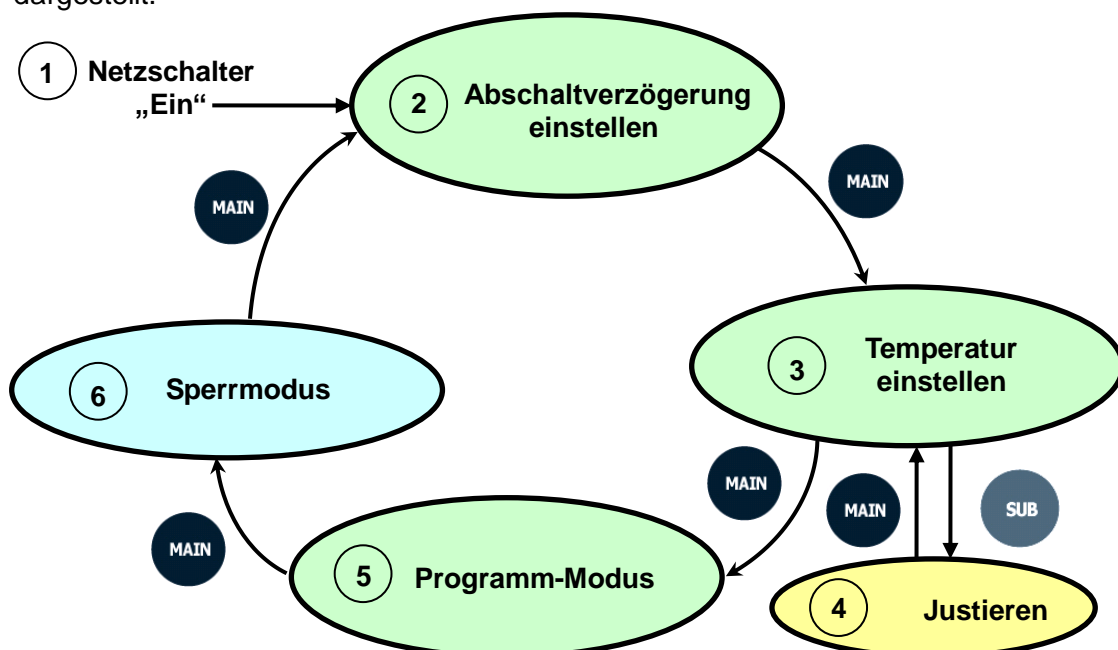 dargestellt.
1 Netzschalter
„Ein“
2 Abschaltverzögerung
einstellen
MAIN
MAIN
3 Temperatur
einstellen
6 Sperrmodus
MAIN
MAIN
SUB
MAIN
5 Programm-Modus
4 Justieren